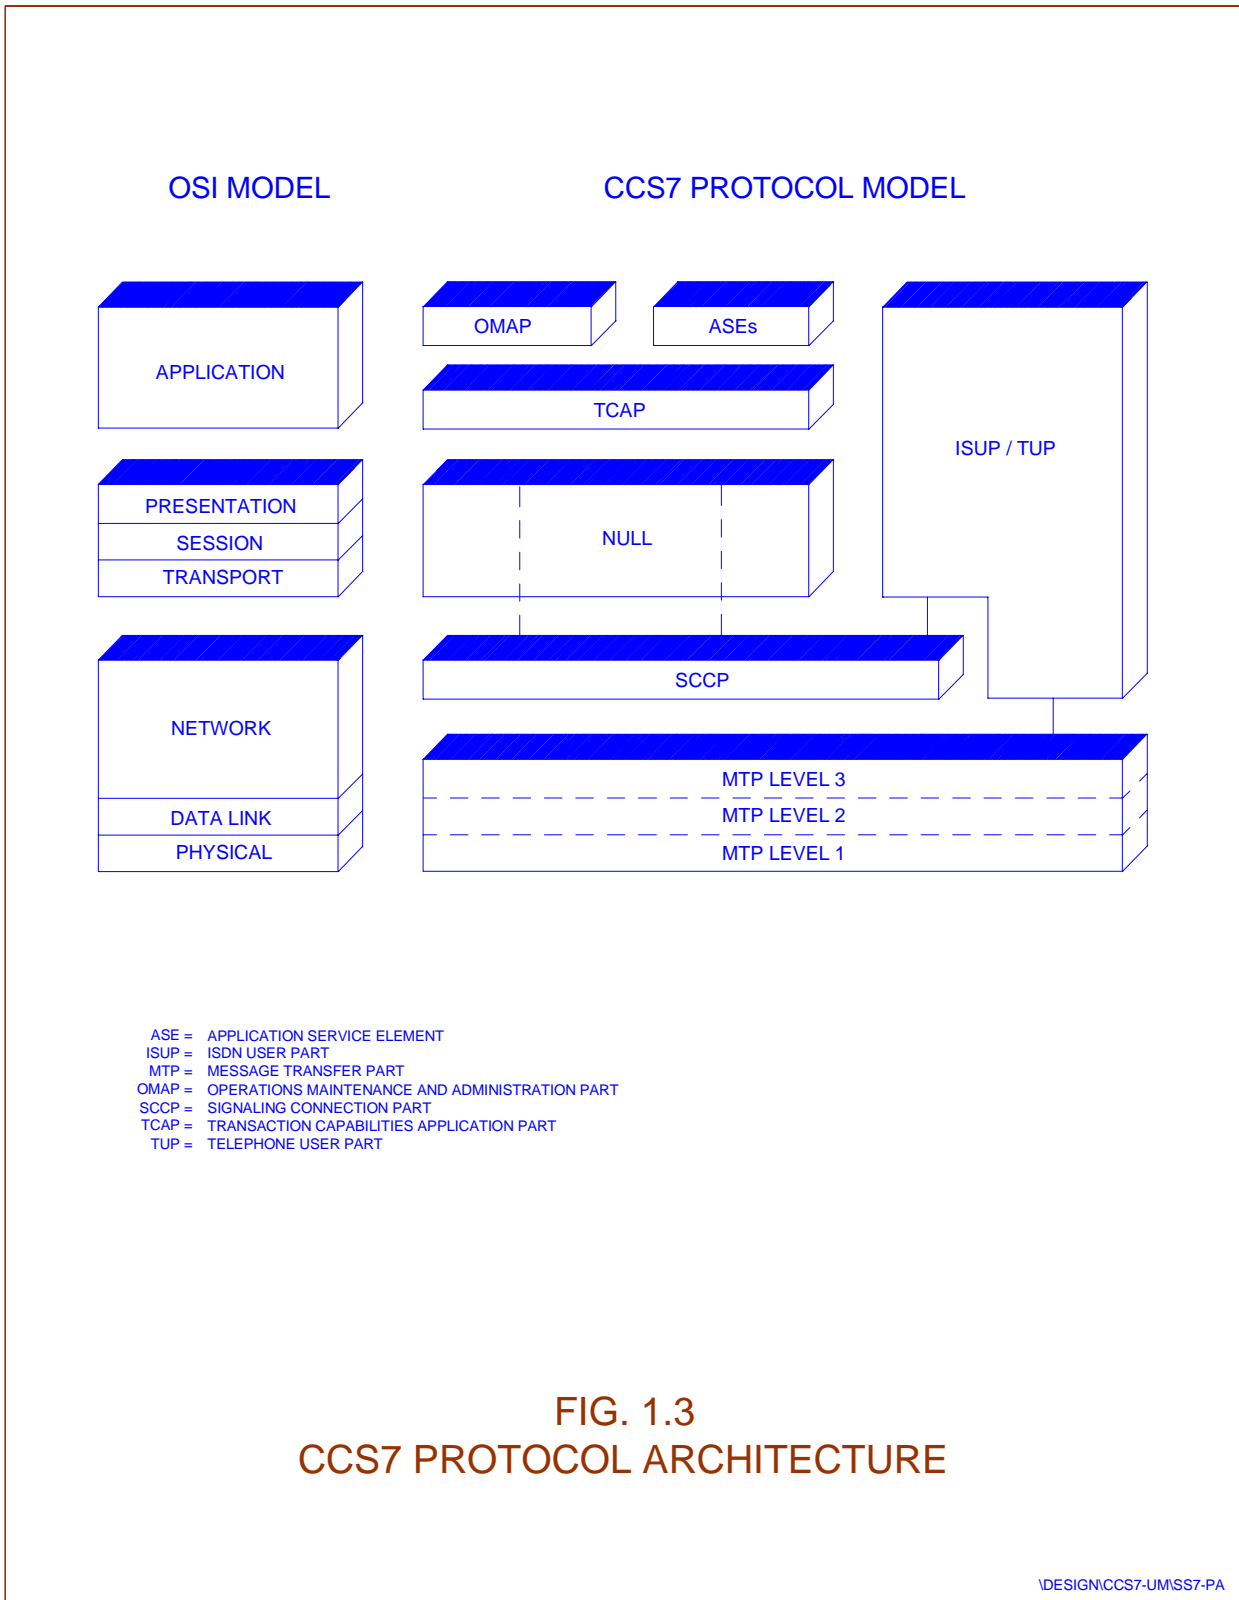 OSI MODEL
CCS7 PROTOCOL MODEL
APPLICATION
PRESENTATION
SESSION
TRANSPORT
NETWORK
DATA LINK
PHYSICAL
OMAP
ASEs
TCAP
NULL
SCCP
ISUP / TUP
MTP LEVEL 3
MTP LEVEL 2
MTP LEVEL 1
ASE = APPLICATION SERVICE ELEMENT
ISUP = ISDN USER PART
MTP = MESSAGE TRANSFER PART
OMAP = OPERATIONS MAINTENANCE AND ADMINISTRATION PART
SCCP = SIGNALING CONNECTION PART
TCAP = TRANSACTION CAPABILITIES APPLICATION PART
TUP = TELEPHONE USER PART
FIG. 1.3
CCS7 PROTOCOL ARCHITECTURE
\DESIGN\CCS7-UM\SS7-PA